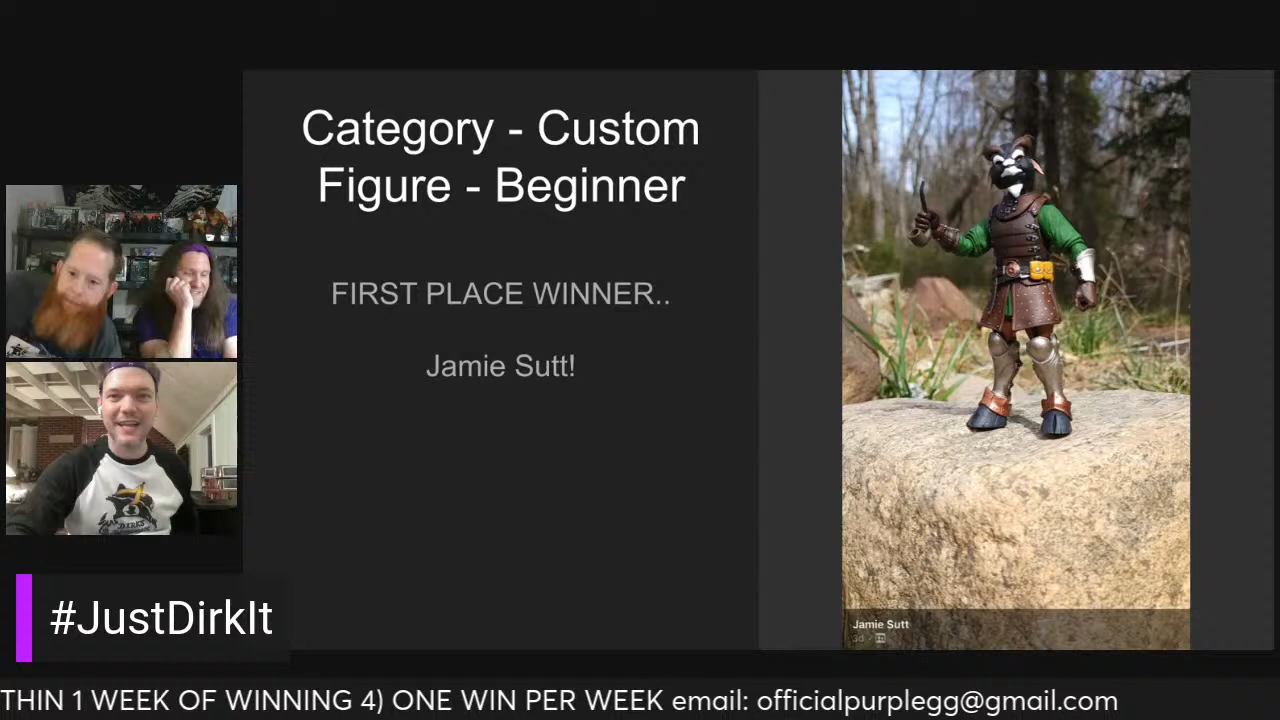 Category - Custom
Figure - Beginner
FIRST PLACE WINNER..
Jamie Sutt!
Jamie Sutt
3d
#JustDirkIt
THIN 1 WEEK OF WINNING 4) ONE WIN PER WEEK email: officialpurplegg@gmail.com